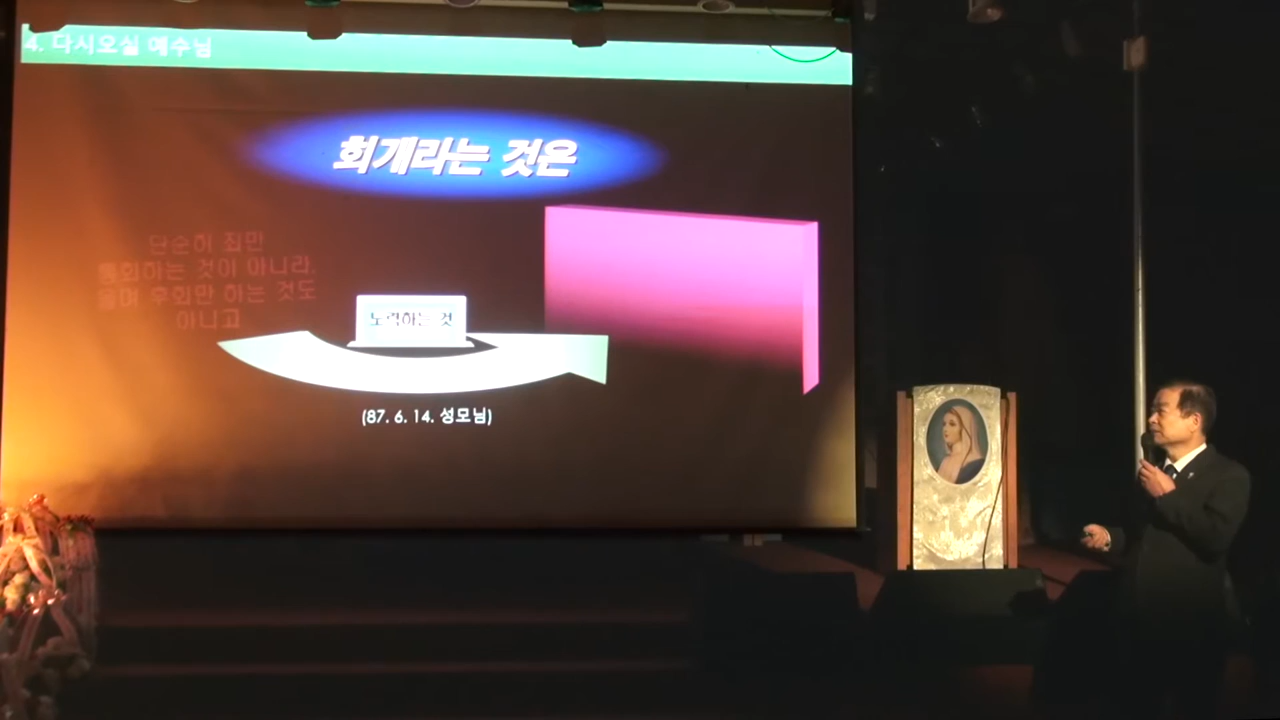 4. 다시오실 예수님
회개라는 것은
단순히 죄만
통회하는 것이 아니라.
울며 후회만 하는 것도
아니고
노력하는 것
(87. 6. 14. 성모님)